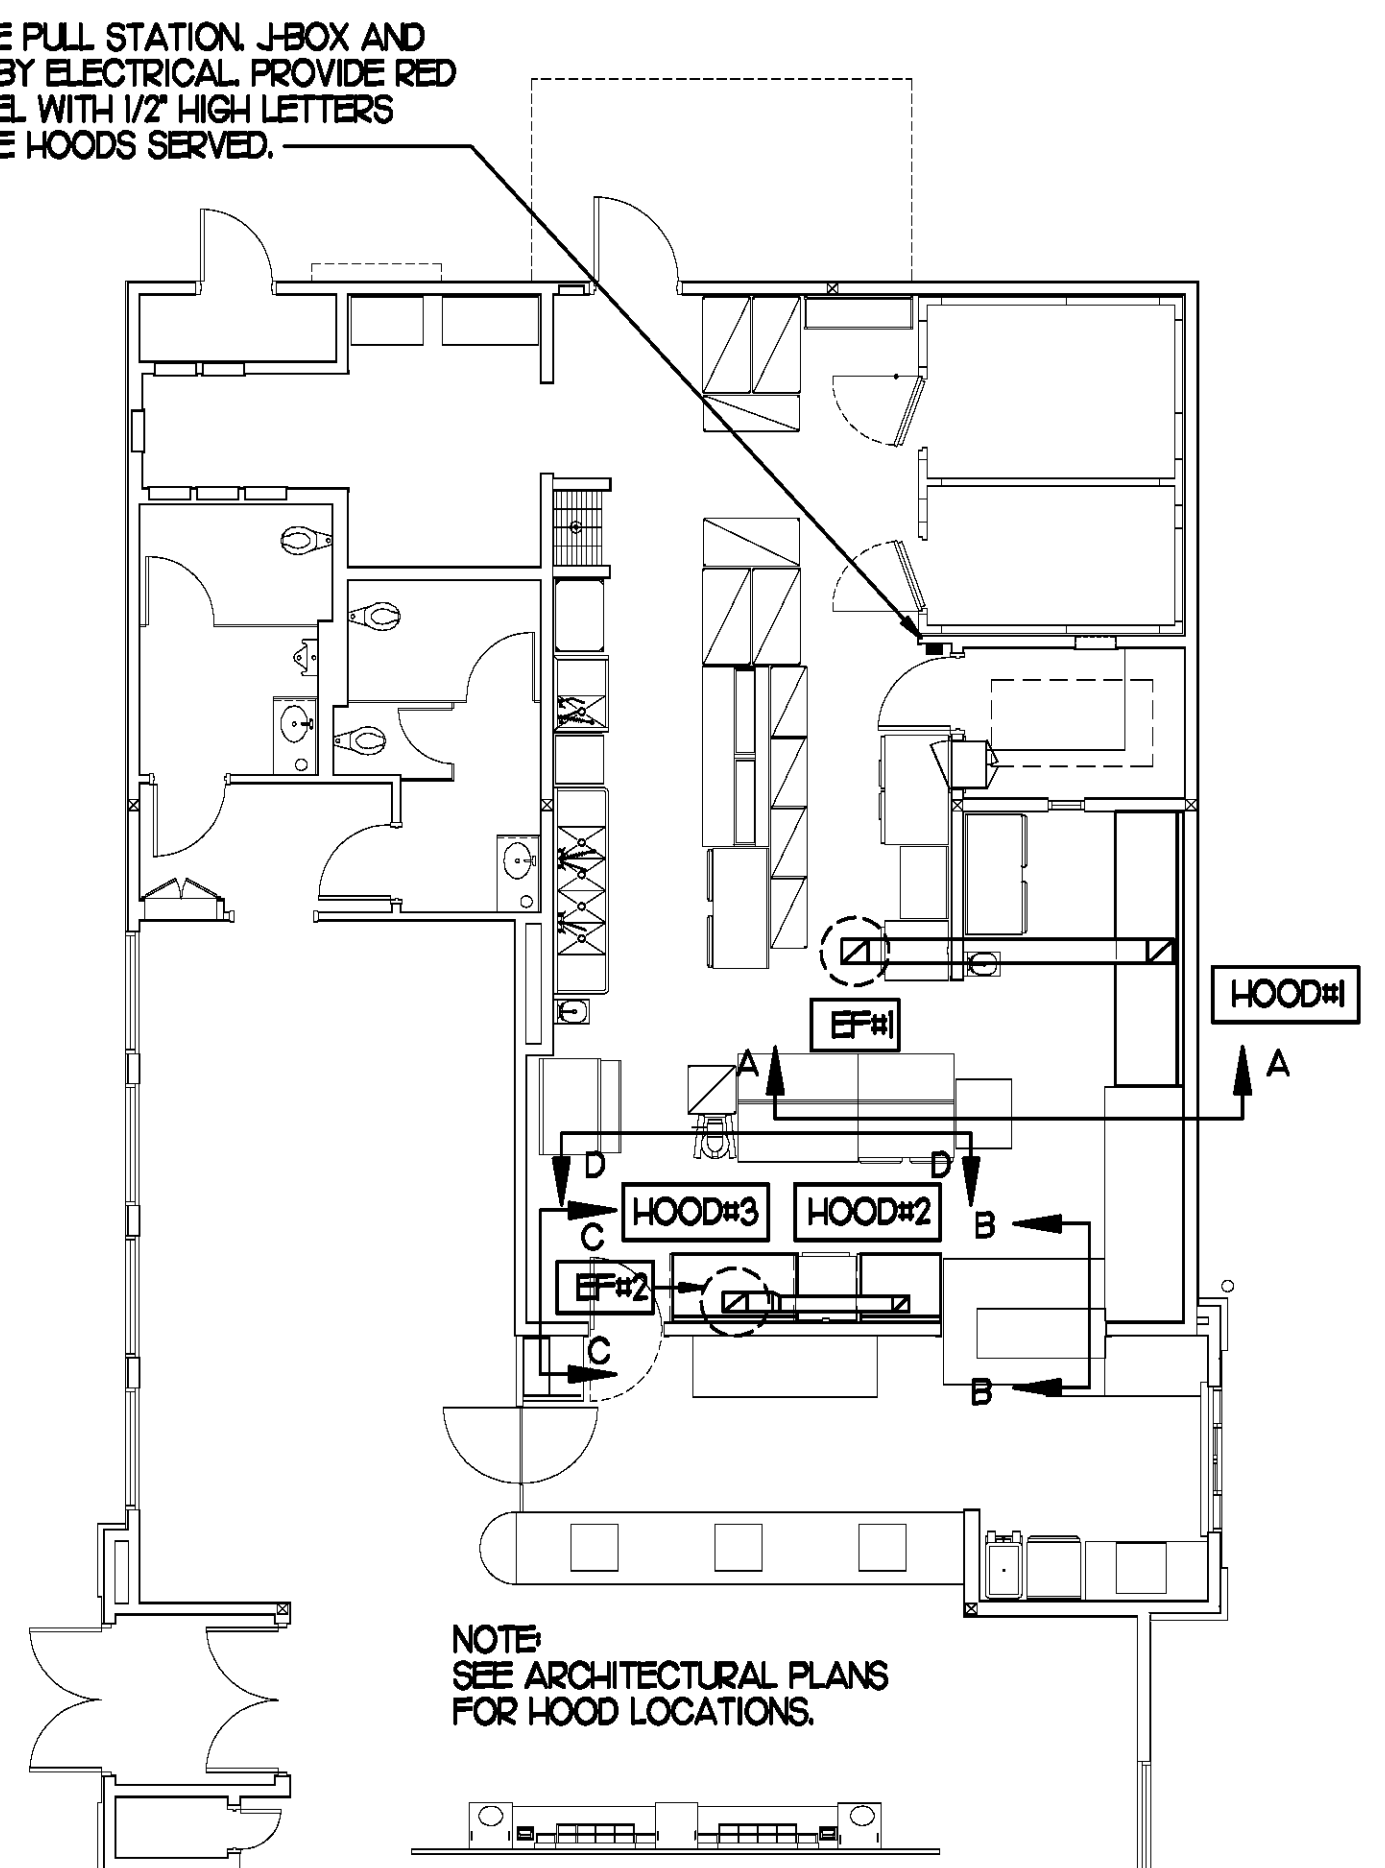 E PULL STATION. J-BOX AND
BY ELECTRICAL. PROVIDE RED
EL WITH 1/2" HIGH LETTERS
E HOODS SERVED.
HOOD#1
EF#1
A
A
D
D
HOOD#3
HOOD#2
B
C
EF#2
C
B
NOTE:
SEE ARCHITECTURAL PLANS
FOR HOOD LOCATIONS.